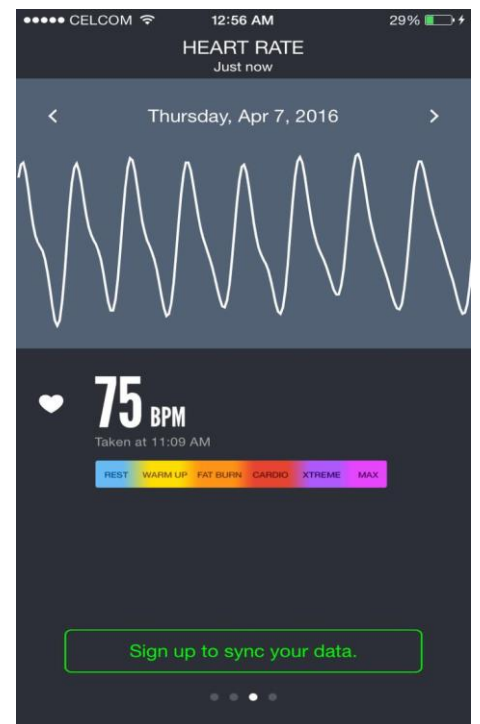 CELCOM 12:56 AM 29%
HEART RATE
Just now
Thursday, Apr 7, 2016
75 BPM
Taken at 11:09 AM
REST WARM UP FAT BURN CARDIO XTREME MAX
Sign up to sync your data.